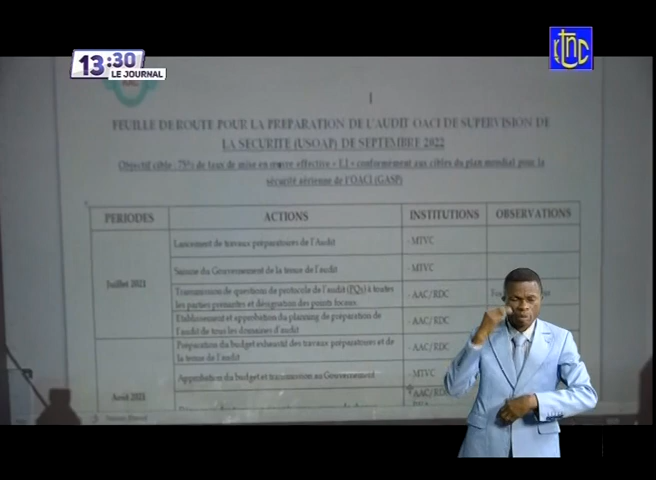 13:30
LE JOURNAL
rtnc
1
FEUILLE DE ROUTE POUR LA PREPARATION DE L'AUDIT OACI DE SUPERVISION DE
LA SECURITE (USOAP) DE SEPTEMBRE 2022
Objectif cible : 75% de taux de mise en œuvre effective « E.I » conformément aux cibles du plan mondial pour la
sécurité aérienne de l'OACI (GASP)
PERIODES ACTIONS INSTITUTIONS OBSERVATIONS
Juillet 2021
Lancement de travaux préparatoires de l'Audit - MTVC
Saisine du Gouvernement de la tenue de l'audit - MTVC
Transmission de questions de protocole de l'audit (PQs) à toutes
les parties prenantes et désignation des points focaux. - AAC/RDC
Etablissement et approbation du planning de préparation de
l'audit de tous les domaines d'audit - AAC/RDC
Août 2021
Préparation du budget exhaustif des travaux préparatoires et de
la tenue de l'audit - AAC/RDC
Approbation du budget et transmission au Gouvernement - MTVC
AAC/RDC